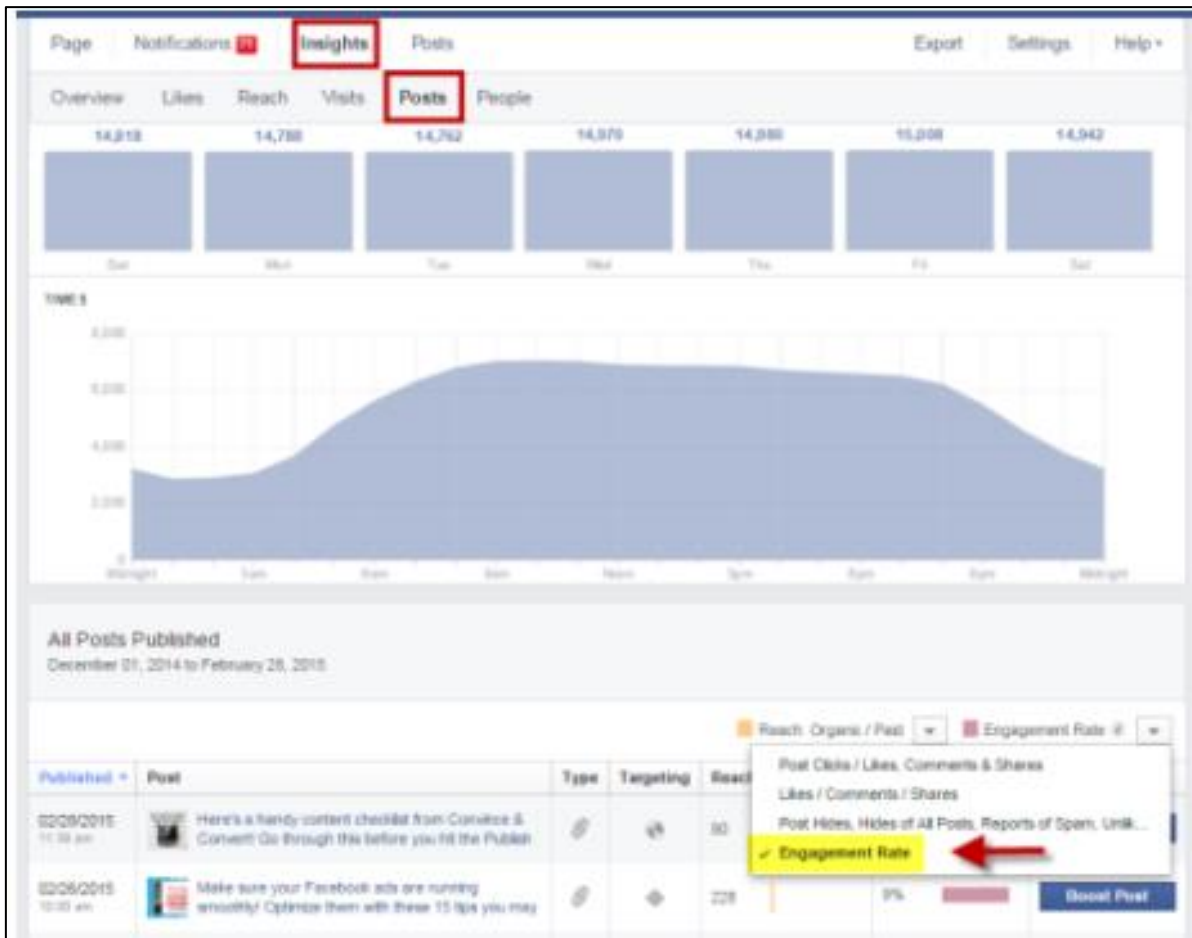 Page Notifications Insights Posts Export Settings Help
Overview Likes Reach Visits Posts People
14,818 14,788 14,762 14,970 14,980 15,008 14,942
Mon Tue Wed Thu Fri Sat
TIMES
8,000
6,000
4,000
2,000
0
Midnight 3am 6am 9am Noon 3pm 6pm 9pm Midnight
All Posts Published
December 01, 2014 to February 28, 2015
Reach: Organic / Paid Engagement Rate
Published Post Type Targeting Reach
Post Clicks / Likes, Comments & Shares
Likes / Comments / Shares
Post Hides, Hides of All Posts, Reports of Spam, Unlik...
Engagement Rate
02/28/2015
Here's a handy content checklist from Convince &
Convert! Go through this before you hit the Publish
02/26/2015
10:00 am
Make sure your Facebook ads are running
smoothly! Optimize them with these 15 tips you may
228
9%
Boost Post